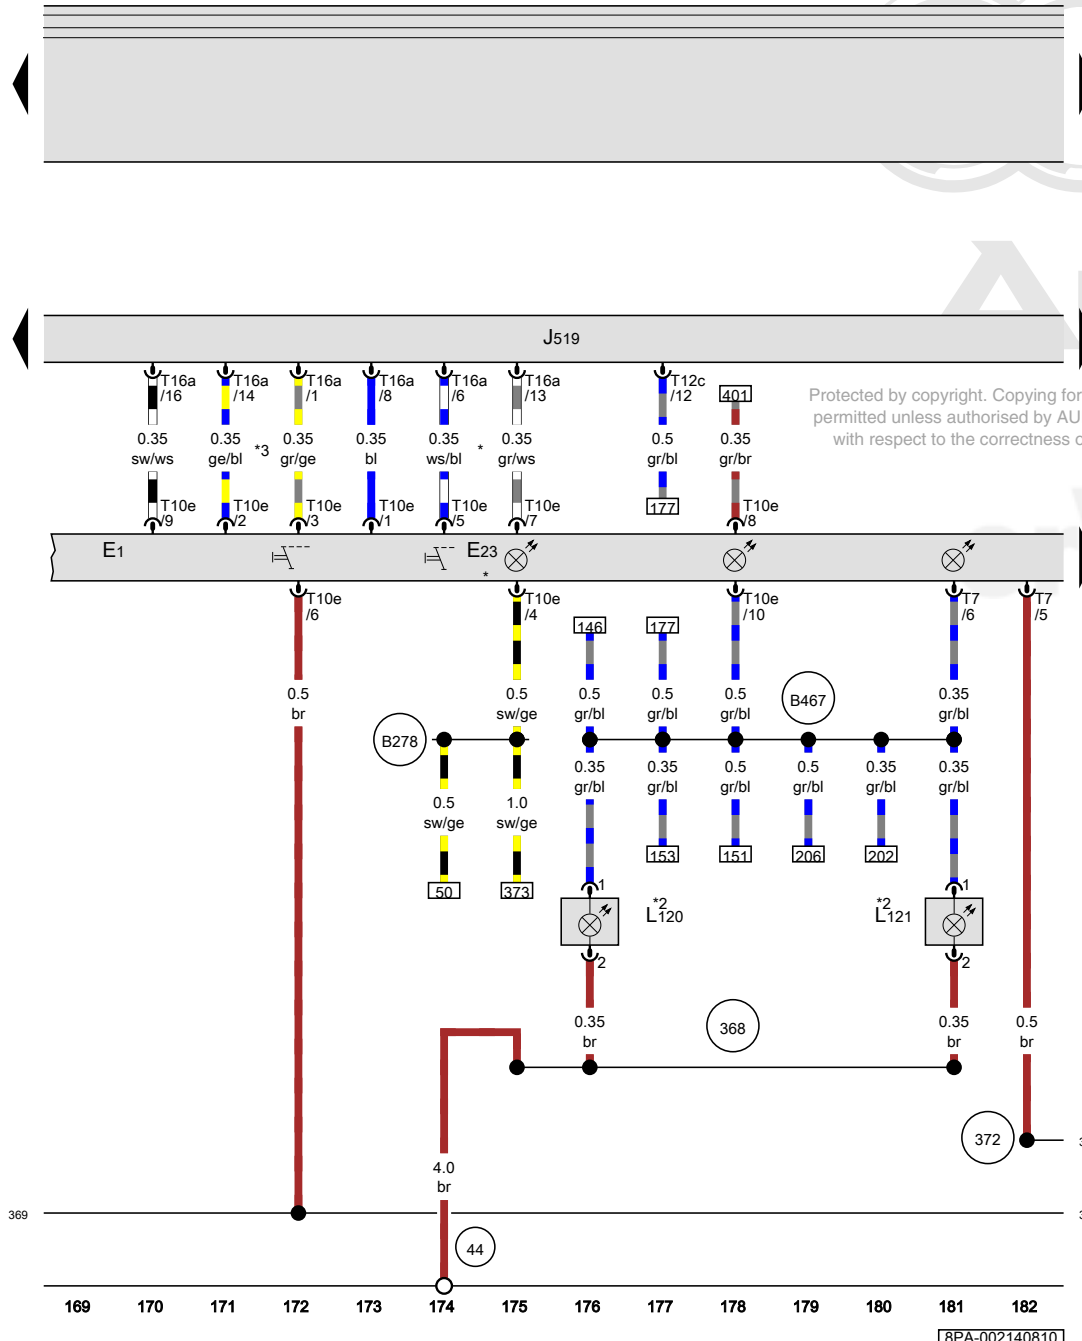 J519
T16a /16
T16a /14
T16a /1
T16a /8
T16a /6
T16a /13
T12c /12
401
Protected by copyright. Copying for
permitted unless authorised by AU
with respect to the correctness o
0.35 sw/ws
0.35 ge/bl
*3
0.35 gr/ge
0.35 bl
0.35 ws/bl
*
0.35 gr/ws
0.5 gr/bl
0.35 gr/br
177
T10e /9
T10e /2
T10e /3
T10e /1
T10e /5
T10e /7
T10e /8
E1
E23
*
T10e /6
T10e /4
T10e /10
T7 /6
T7 /5
146
177
0.5 br
0.5 sw/ge
0.5 gr/bl
0.5 gr/bl
0.5 gr/bl
B467
0.35 gr/bl
B278
0.5 sw/ge
1.0 sw/ge
0.35 gr/bl
0.35 gr/bl
0.5 gr/bl
0.5 gr/bl
0.35 gr/bl
0.35 gr/bl
50
373
153
151
206
202
1
*2
L120
2
1
*2
L121
2
0.35 br
368
0.35 br
0.5 br
372
4.0 br
369
44
169 170 171 172 173 174 175 176 177 178 179 180 181 182
8PA-002140810